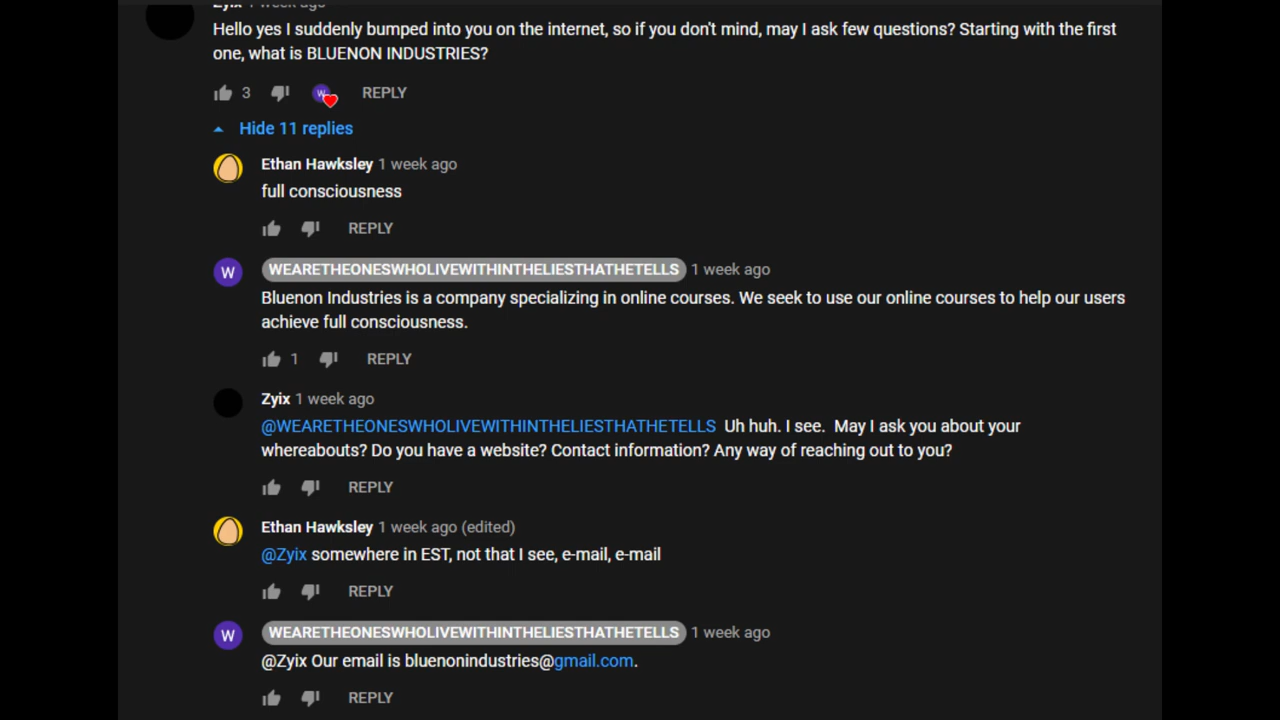 Zyix 1 week ago
Hello yes I suddenly bumped into you on the internet, so if you don't mind, may I ask few questions? Starting with the first
one, what is BLUENON INDUSTRIES?
3 W REPLY
Hide 11 replies
Ethan Hawksley 1 week ago
full consciousness
REPLY
W WEARETHEONESWHOLIVEWITHINTHELIESTHATHETELLS 1 week ago
Bluenon Industries is a company specializing in online courses. We seek to use our online courses to help our users
achieve full consciousness.
1 REPLY
Zyix 1 week ago
@WEARETHEONESWHOLIVEWITHINTHELIESTHATHETELLS Uh huh. I see. May I ask you about your
whereabouts? Do you have a website? Contact information? Any way of reaching out to you?
REPLY
Ethan Hawksley 1 week ago (edited)
@Zyix somewhere in EST, not that I see, e-mail, e-mail
REPLY
W WEARETHEONESWHOLIVEWITHINTHELIESTHATHETELLS 1 week ago
@Zyix Our email is bluenonindustries@gmail.com.
REPLY